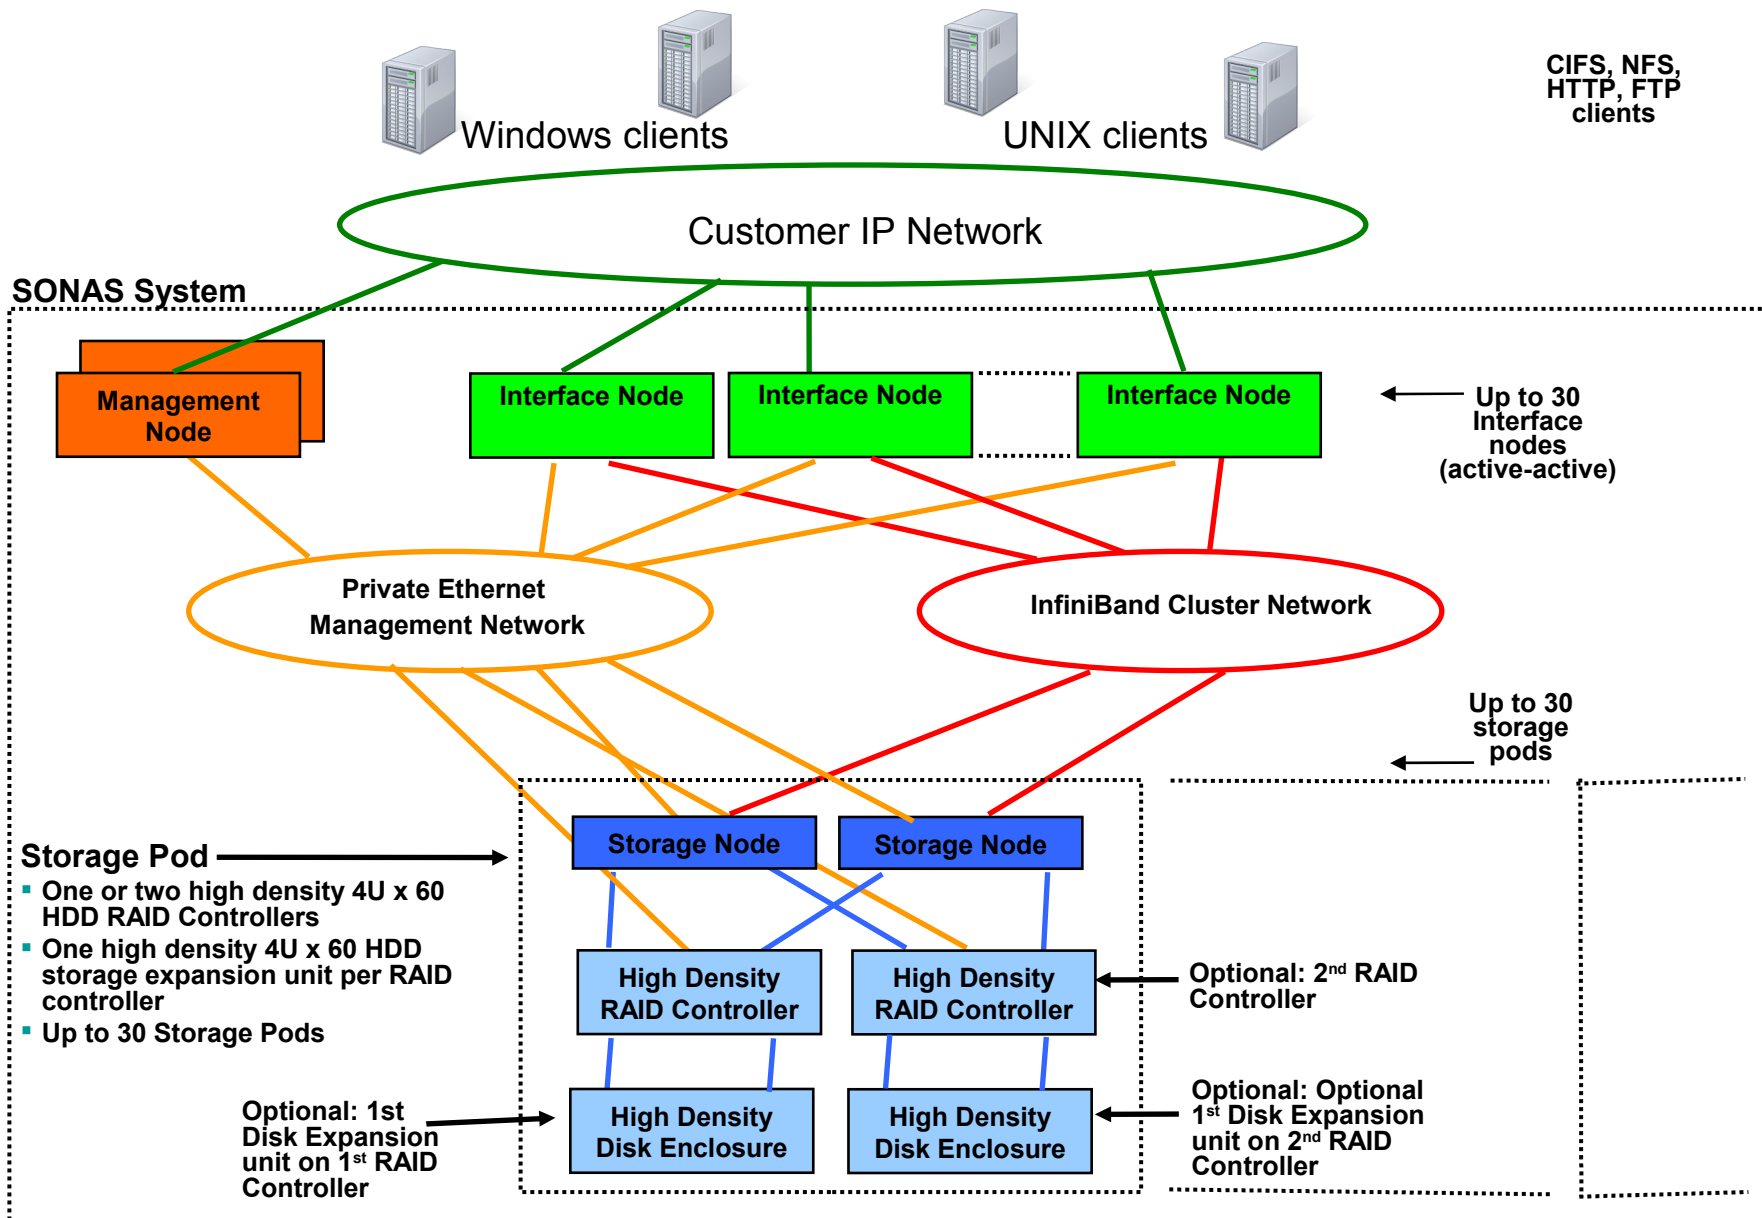 CIFS, NFS,
HTTP, FTP
clients
Windows clients
UNIX clients
Customer IP Network
SONAS System
Management
Node
Interface Node
Interface Node
Interface Node
Up to 30
Interface
nodes
(active-active)
Private Ethernet
Management Network
InfiniBand Cluster Network
Up to 30
storage
pods
Storage Pod
▪ One or two high density 4U x 60
HDD RAID Controllers
▪ One high density 4U x 60 HDD
storage expansion unit per RAID
controller
▪ Up to 30 Storage Pods
Storage Node
Storage Node
High Density
RAID Controller
High Density
RAID Controller
Optional: 2nd RAID
Controller
High Density
Disk Enclosure
High Density
Disk Enclosure
Optional: 1st
Disk Expansion
unit on 1st RAID
Controller
Optional: Optional
1st Disk Expansion
unit on 2nd RAID
Controller